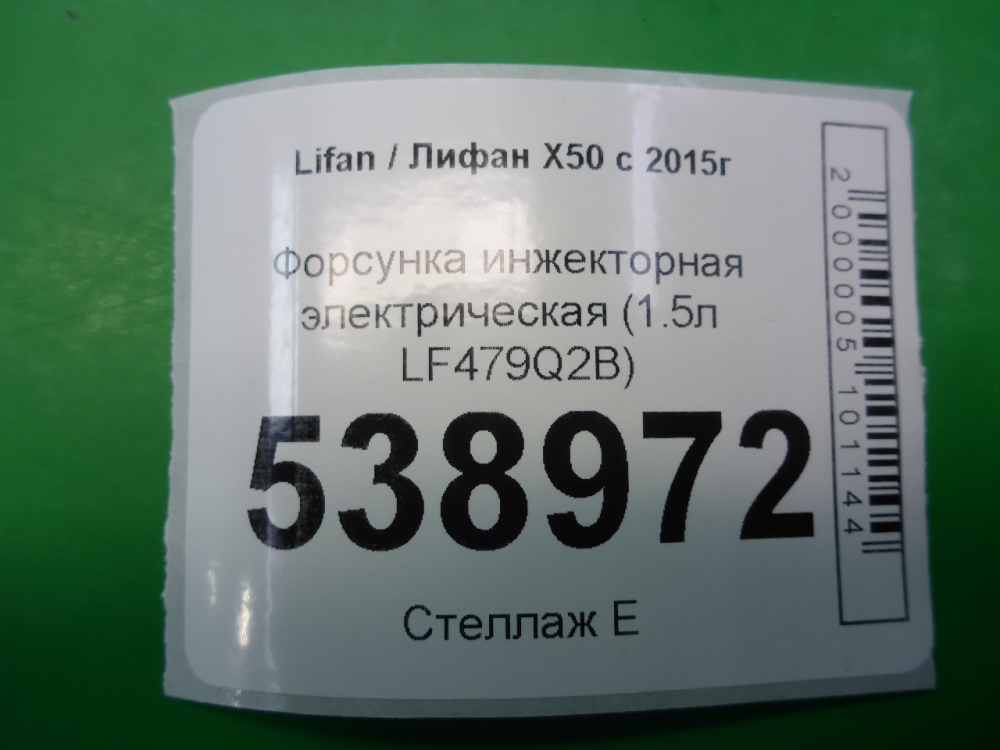 Lifan / Лифан X50 с 2015г
Форсунка инжекторная
электрическая (1.5л
LF479Q2B)
538972
Стеллаж Е
2000005101144